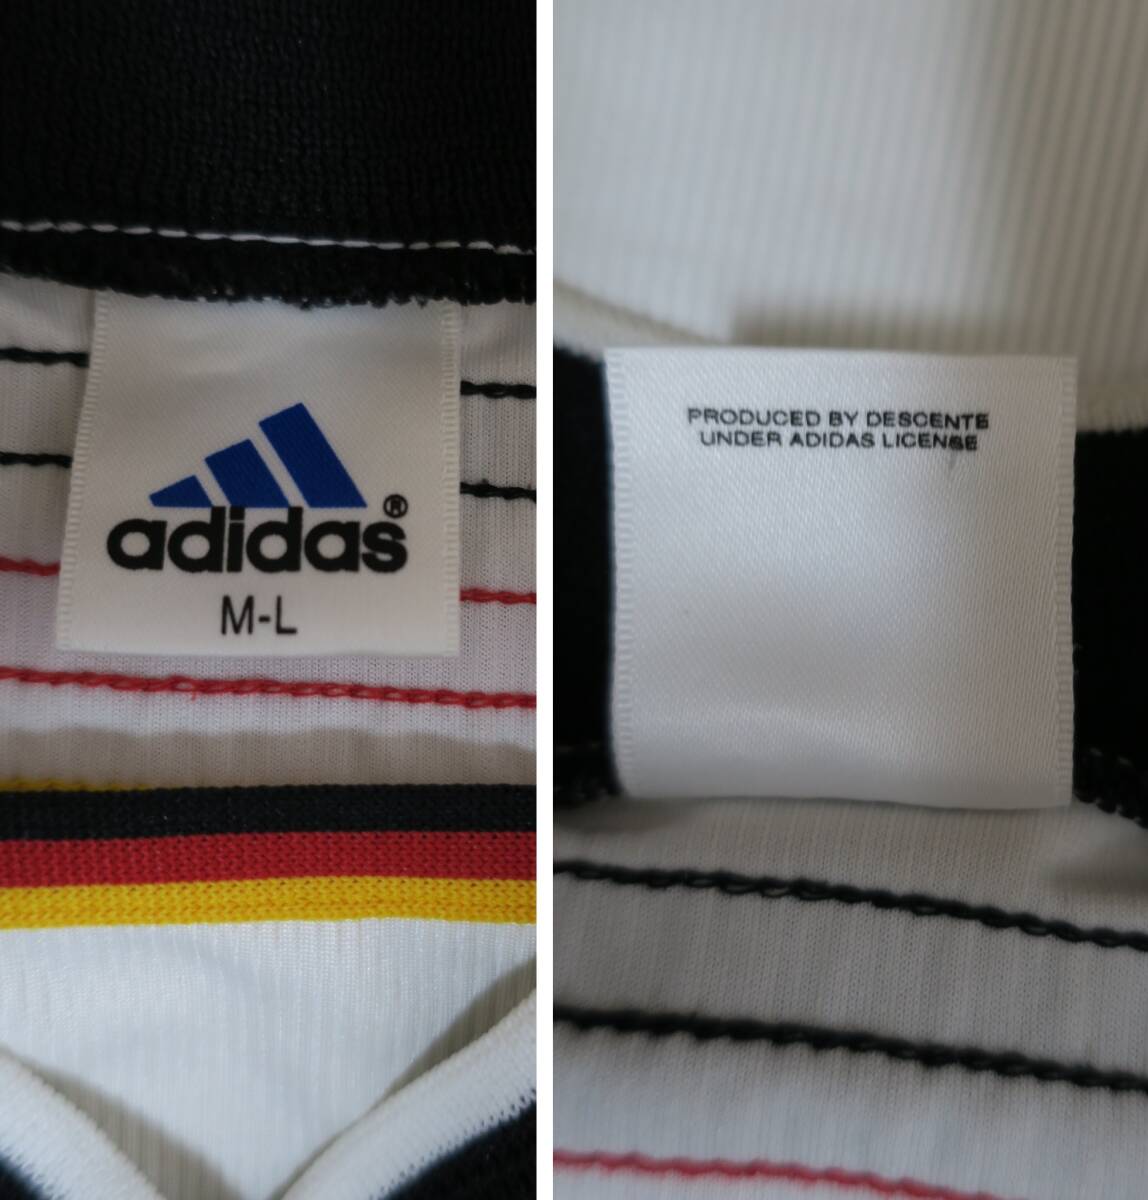 adidas®
M-L
PRODUCED BY DESCENTE
UNDER ADIDAS LICENSE